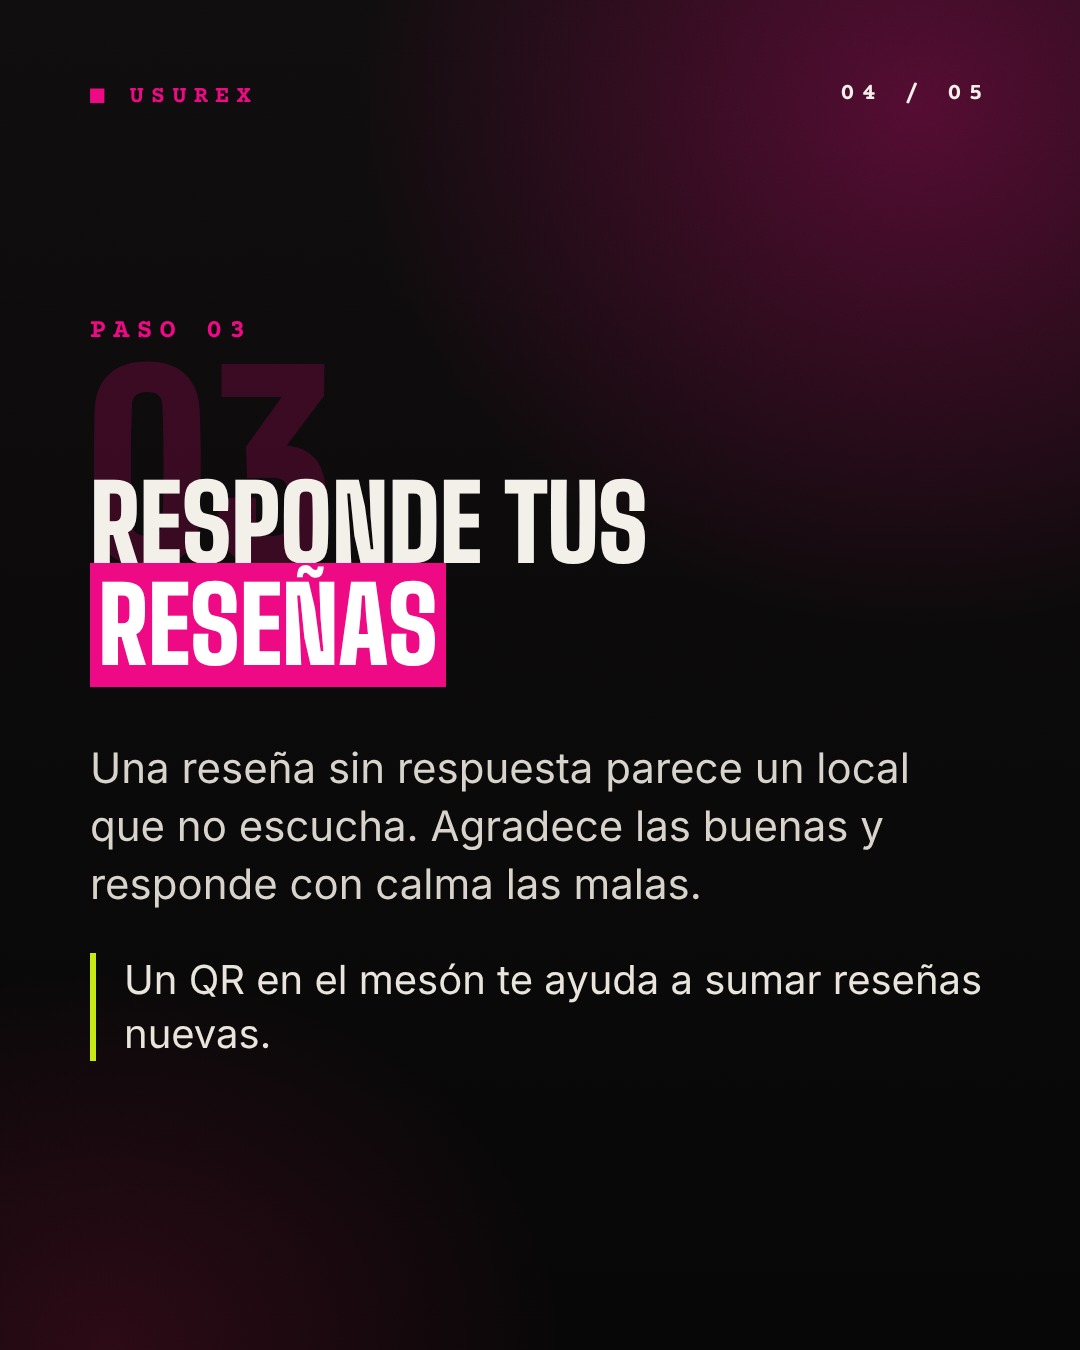 ■ USUREX
04 / 05
PASO 03
03
RESPONDE TUS
RESEÑAS
Una reseña sin respuesta parece un local
que no escucha. Agradece las buenas y
responde con calma las malas.
Un QR en el mesón te ayuda a sumar reseñas
nuevas.